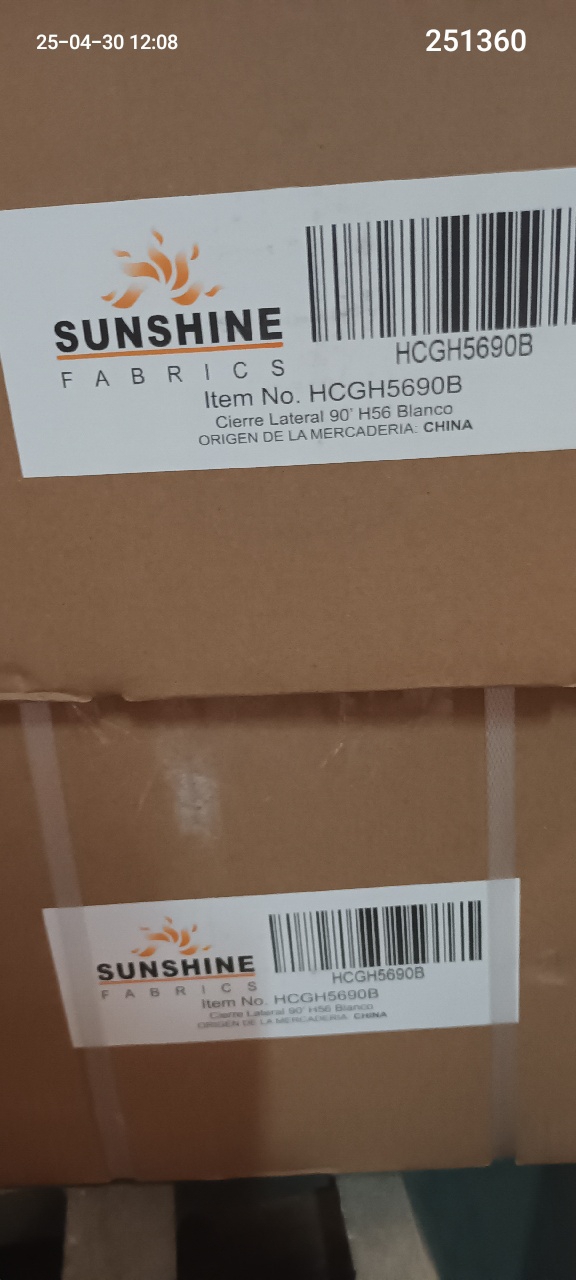 25-04-30 12:08
251360
SUNSHINE
FABRICS
HCGH5690B
Item No. HCGH5690B
Cierre Lateral 90' H56 Blanco
ORIGEN DE LA MERCADERIA: CHINA
SUNSHINE
FABRICS
HCGH5690B
Item No. HCGH5690B
Cierre Lateral 90' H56 Blanco
ORIGEN DE LA MERCADERIA: CHINA